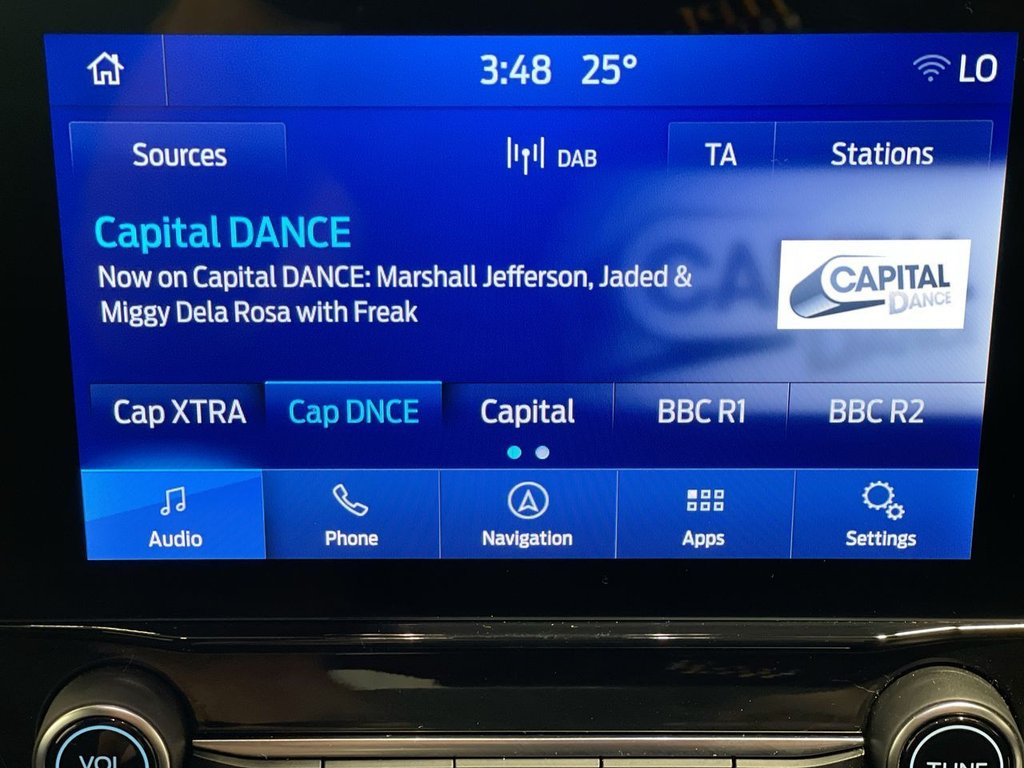 3:48 25° LO
Sources DAB TA Stations
Capital DANCE
Now on Capital DANCE: Marshall Jefferson, Jaded &
Miggy Dela Rosa with Freak
CAPITAL
DANCE
Cap XTRA Cap DNCE Capital BBC R1 BBC R2
Audio Phone Navigation Apps Settings
VOL TUNE